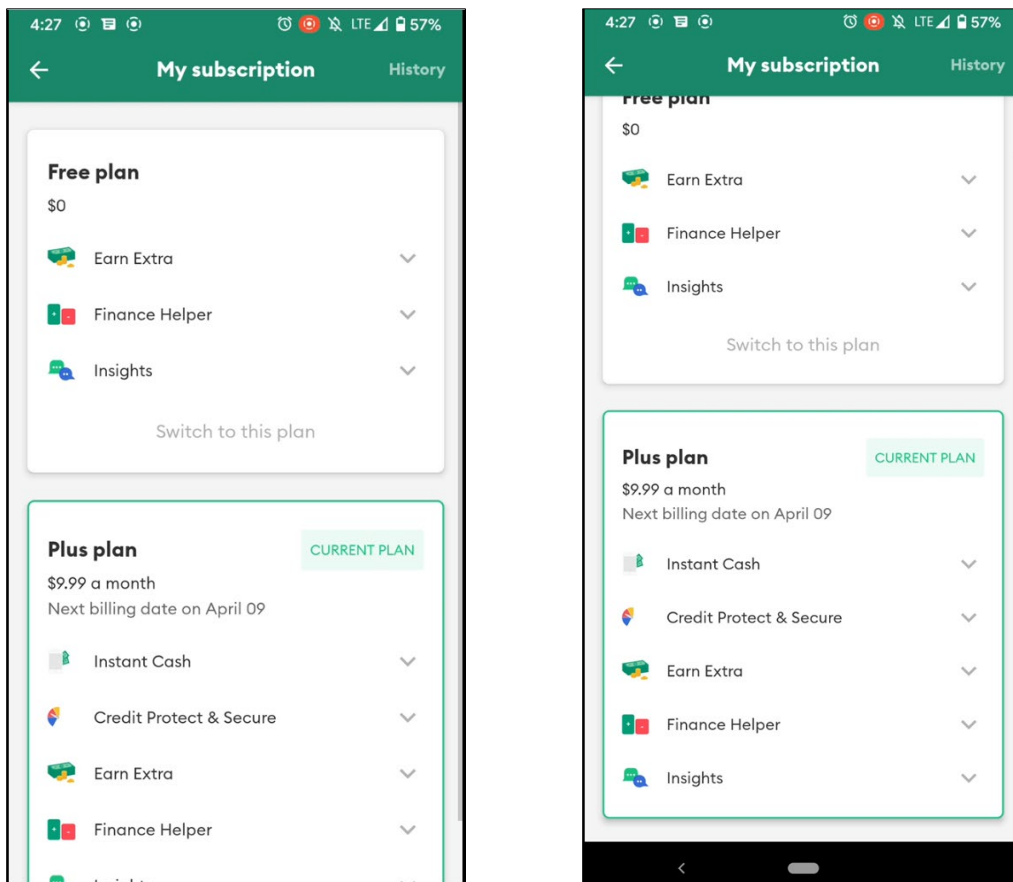 4:27 LTE 57%
My subscription History
Free plan
$0
Earn Extra
Finance Helper
Insights
Switch to this plan
Plus plan CURRENT PLAN
$9.99 a month
Next billing date on April 09
Instant Cash
Credit Protect & Secure
Earn Extra
Finance Helper
4:27 LTE 57%
My subscription History
Free plan
$0
Earn Extra
Finance Helper
Insights
Switch to this plan
Plus plan CURRENT PLAN
$9.99 a month
Next billing date on April 09
Instant Cash
Credit Protect & Secure
Earn Extra
Finance Helper
Insights